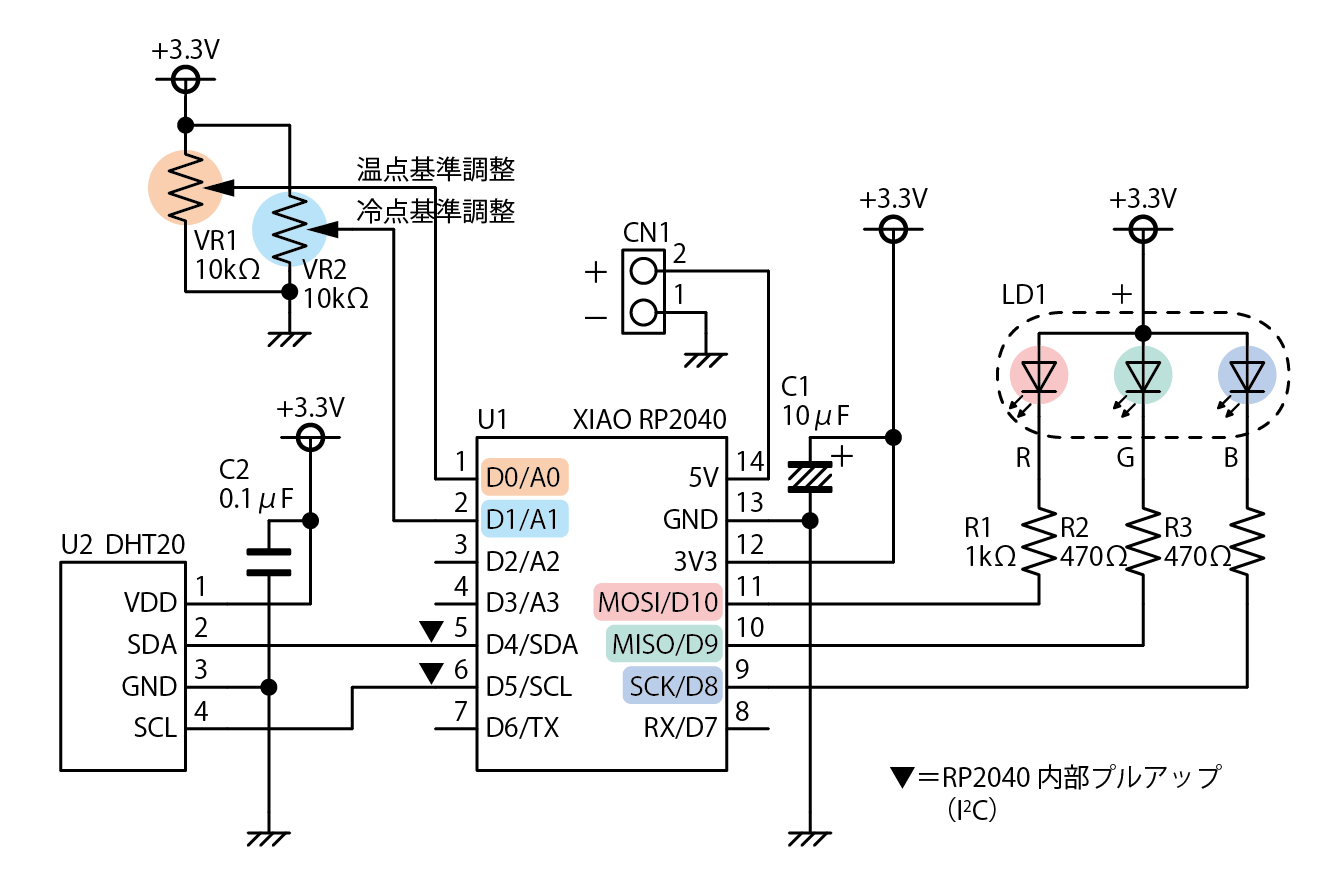 +3.3V
温点基準調整
冷点基準調整
VR1
10kΩ
VR2
10kΩ
+3.3V
CN1
2
1
+
−
+3.3V
LD1
+
R
G
B
+3.3V
C2
0.1μF
C1
10μF
+
U1
XIAO RP2040
1
D0/A0
2
D1/A1
3
D2/A2
4
D3/A3
5
D4/SDA
6
D5/SCL
7
D6/TX
5V
14
GND
13
3V3
12
MOSI/D10
11
MISO/D9
10
SCK/D8
9
RX/D7
8
R1
1kΩ
R2
470Ω
R3
470Ω
U2 DHT20
VDD
1
SDA
2
GND
3
SCL
4
▼=RP2040 内部プルアップ
(I²C)